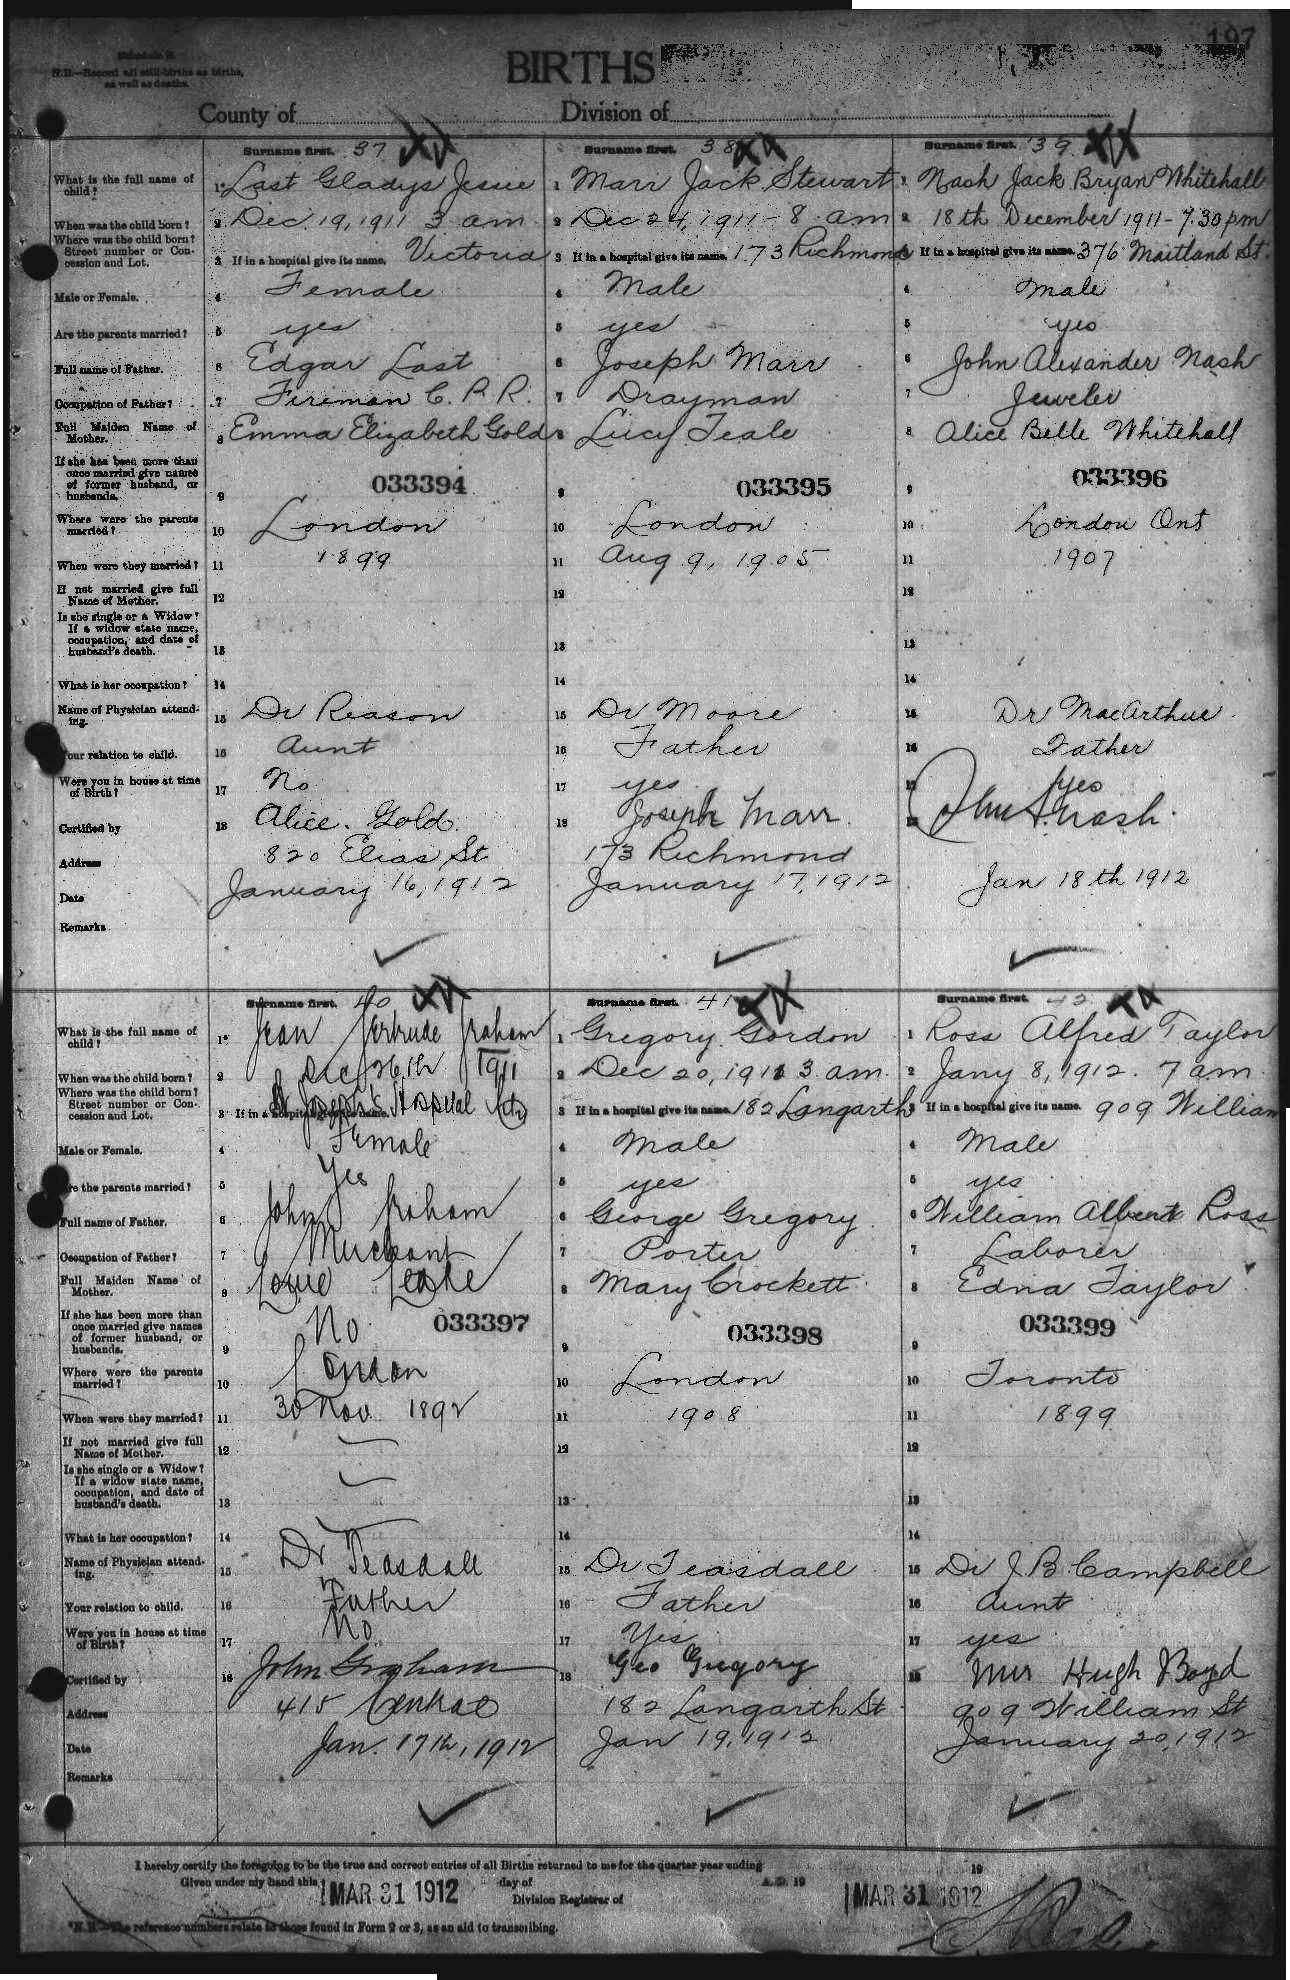 197
Schedule B.
N.B.—Record all still-births as births,
as well as deaths.
BIRTHS
County of
Division of
Surname first. 37
What is the full name of child? 1 Last Gladys Jessie
When was the child born? 2 Dec. 19, 1911 3 am
Where was the child born? Street number or Concession and Lot. 3 If in a hospital give its name. Victoria
Male or Female. 4 Female
Are the parents married? 5 yes
Full name of Father. 6 Edgar Last
Occupation of Father? 7 Fireman C. P. R.
Full Maiden Name of Mother. 8 Emma Elizabeth Gold
If she has been more than once married give names of former husband, or husbands. 9
033394
Where were the parents married? 10 London
When were they married? 11 1899
If not married give full Name of Mother. 12
Is she single or a Widow? If a widow state name, occupation, and date of husband's death. 13
What is her occupation? 14
Name of Physician attending. 15 Dr Reason
Your relation to child. 16 Aunt
Were you in house at time of Birth? 17 No
Certified by 18 Alice. Gold.
Address 820 Elias St
Date January 16, 1912
Remarks
Surname first. 38
1 Marr Jack Stewart
2 Dec 24, 1911 - 8 am
3 If in a hospital give its name. 173 Richmond
4 Male
5 yes
6 Joseph Marr
7 Drayman
8 Lucy Teale
9
033395
10 London
11 Aug 9, 1905
12
13
14
15 Dr Moore
16 Father
17 yes
18 Joseph Marr.
173 Richmond
January 17, 1912
Surname first. 39
1 Nash Jack Bryan Whitehall
2 18th December 1911 - 7.30 pm
3 If in a hospital give its name. 376 Maitland St.
4 male
5 yes
6 John Alexander Nash
7 Jeweler
8 Alice Belle Whitehall
9
033396
10 London Ont
11 1907
12
13
14
15 Dr MacArthur
16 Father
17 yes
18 John A. Nash.
Jan 18th 1912
Surname first. 40
What is the full name of child? 1 Jean Gertrude Graham
When was the child born? 2 Dec 26th 1911
Where was the child born? Street number or Concession and Lot. 3 If in a hospital give its name. St Joseph's Hospital
Male or Female. 4 Female
Are the parents married? 5 Yes
Full name of Father. 6 John Graham
Occupation of Father? 7 Merchant
Full Maiden Name of Mother. 8
If she has been more than once married give names of former husband, or husbands. 9 No
033397
Where were the parents married? 10 London
When were they married? 11 30 Nov 1892
If not married give full Name of Mother. 12 —
Is she single or a Widow? If a widow state name, occupation, and date of husband's death. 13 —
What is her occupation? 14 —
Name of Physician attending. 15 Dr Teasdall
Your relation to child. 16 Father
Were you in house at time of Birth? 17 No
Certified by 18 John Graham
Address 415 Central
Date Jan. 17th, 1912
Remarks
Surname first. 41
1 Gregory Gordon
2 Dec 20, 1911 3 am.
3 If in a hospital give its name. 182 Langarth
4 Male
5 yes
6 George Gregory
7 Porter
8 Mary Crockett
9
033398
10 London
11 1908
12
13
14
15 Dr Teasdall
16 Father
17 Yes
18 Geo Gregory
182 Langarth St
Jan 19, 1912
Surname first. 42
1 Ross Alfred Taylor
2 Jany 8, 1912. 7 am
3 If in a hospital give its name. 909 William
4 Male
5 yes
6 William Albert Ross
7 Laborer
8 Edna Taylor
9
033399
10 Toronto
11 1899
12
13
14
15 Dr J B Campbell
16 Aunt
17 yes
18 Mrs Hugh Boyd
909 William St
January 20, 1912
I hereby certify the foregoing to be the true and correct entries of all Births returned to me for the quarter year ending 19
Given under my hand this MAR 31 1912 day of A.D. 19 MAR 31 1912
Division Registrar of
*N.B.—The reference numbers relate to those found in Form 2 or 3, as an aid to transcribing.